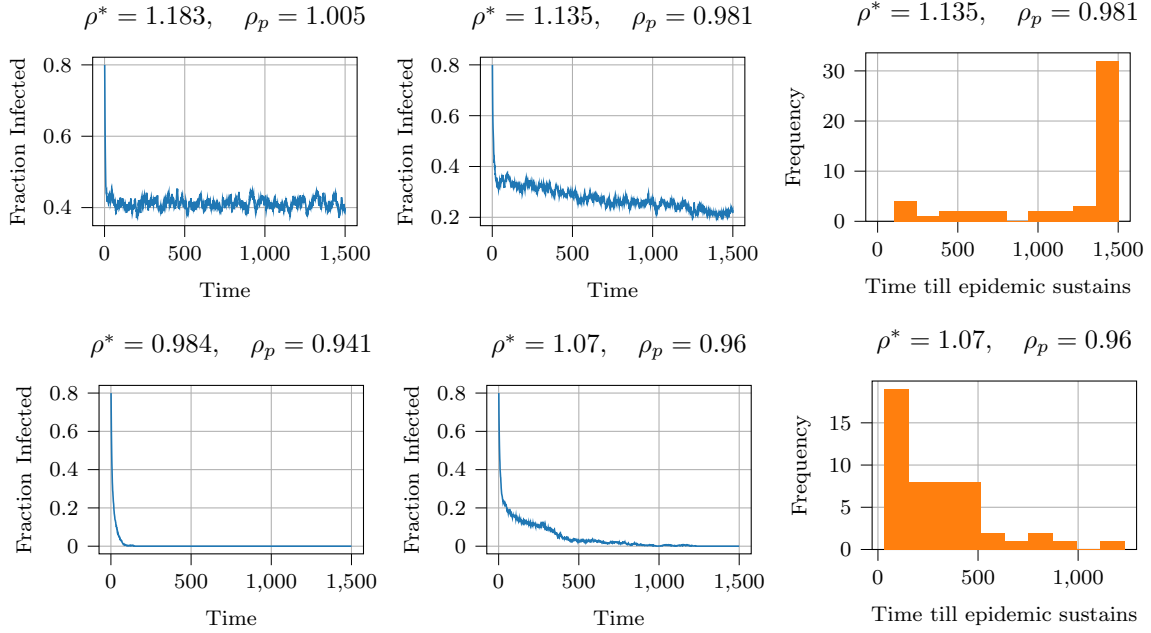 ρ* = 1.183, ρp = 1.005
Fraction Infected
0.8
0.6
0.4
0 500 1,000 1,500
Time
ρ* = 1.135, ρp = 0.981
Fraction Infected
0.8
0.6
0.4
0.2
0 500 1,000 1,500
Time
ρ* = 1.135, ρp = 0.981
Frequency
30
20
10
0
0 500 1,000 1,500
Time till epidemic sustains
ρ* = 0.984, ρp = 0.941
Fraction Infected
0.8
0.6
0.4
0.2
0
0 500 1,000 1,500
Time
ρ* = 1.07, ρp = 0.96
Fraction Infected
0.8
0.6
0.4
0.2
0
0 500 1,000 1,500
Time
ρ* = 1.07, ρp = 0.96
Frequency
15
10
5
0
0 500 1,000
Time till epidemic sustains